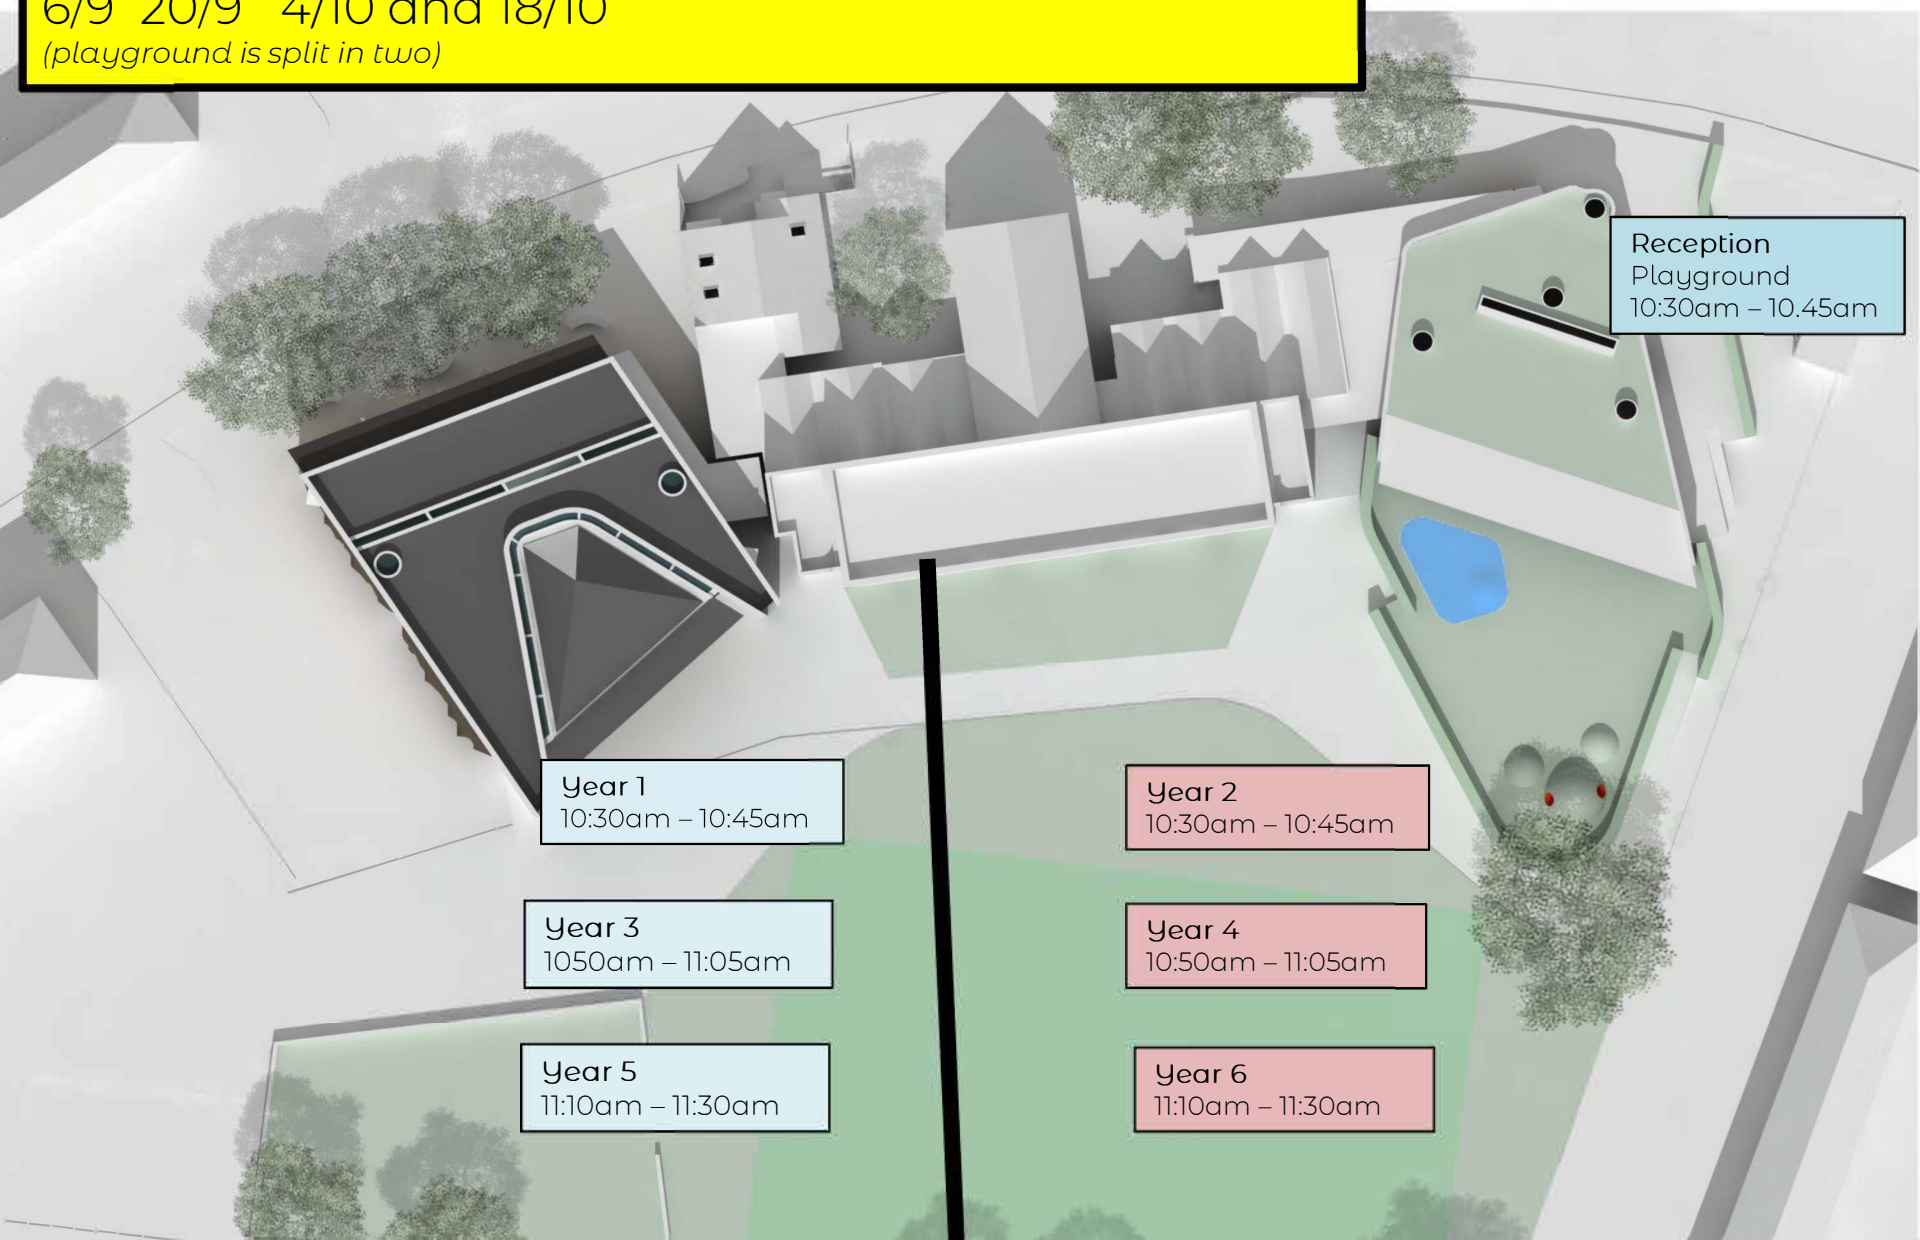 6/9 20/9 4/10 and 18/10
(playground is split in two)
Reception
Playground
10:30am – 10.45am
Year 1
10:30am – 10:45am
Year 2
10:30am – 10:45am
Year 3
1050am – 11:05am
Year 4
10:50am – 11:05am
Year 5
11:10am – 11:30am
Year 6
11:10am – 11:30am